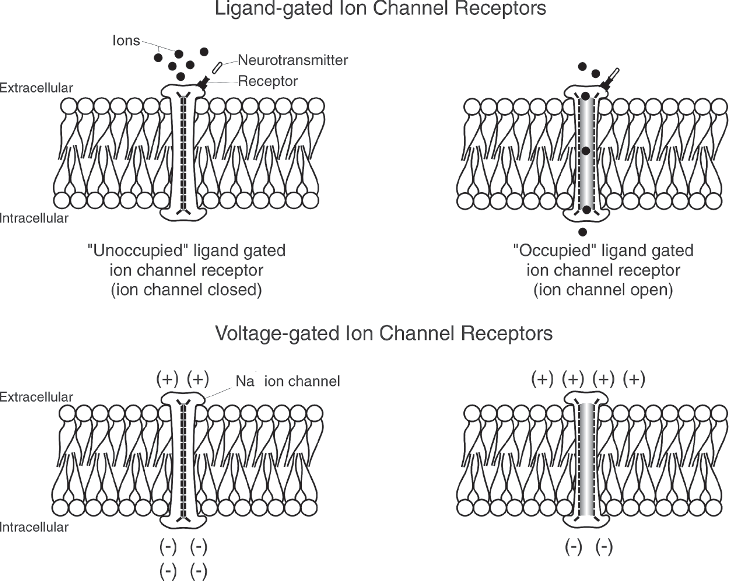 Ligand-gated Ion Channel Receptors
Ions
Neurotransmitter
Receptor
Extracellular
Intracellular
"Unoccupied" ligand gated
ion channel receptor
(ion channel closed)
"Occupied" ligand gated
ion channel receptor
(ion channel open)
Voltage-gated Ion Channel Receptors
(+) (+)
Na ion channel
(+) (+) (+) (+)
Extracellular
Intracellular
(-) (-)
(-) (-)
(-) (-)